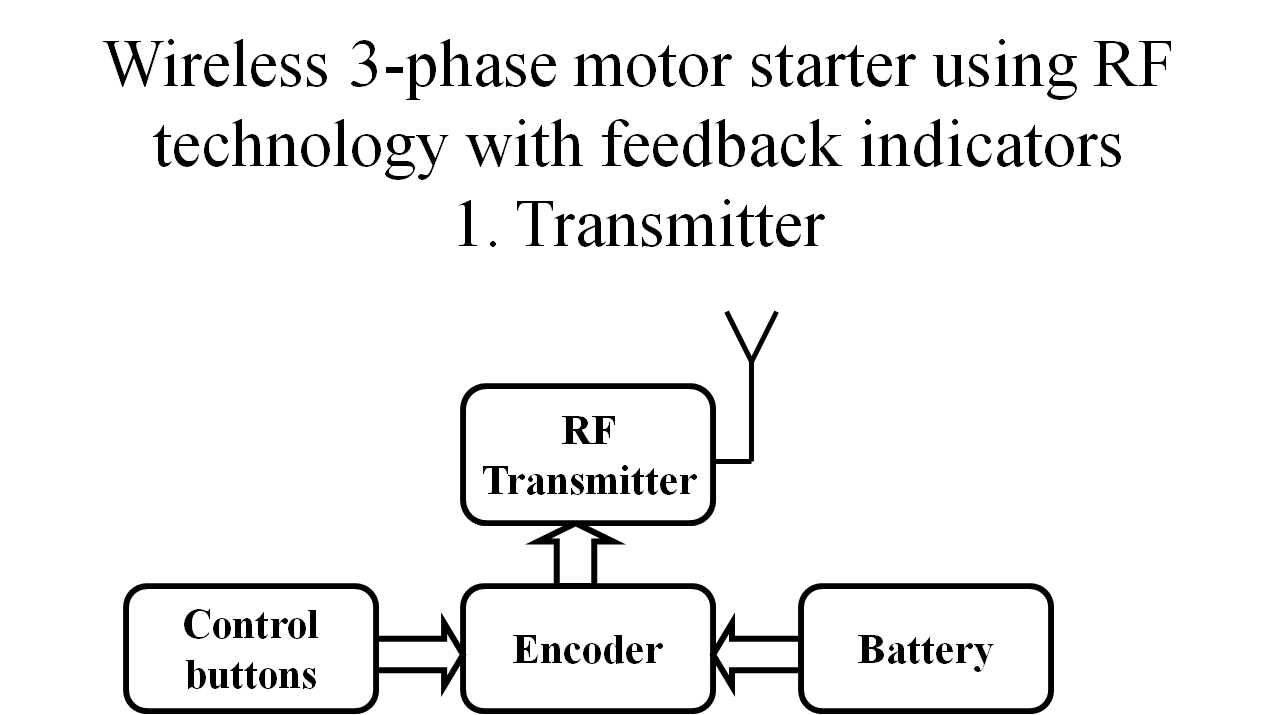 Wireless 3-phase motor starter using RF
technology with feedback indicators
1. Transmitter
RF
Transmitter
Control
buttons
Encoder
Battery